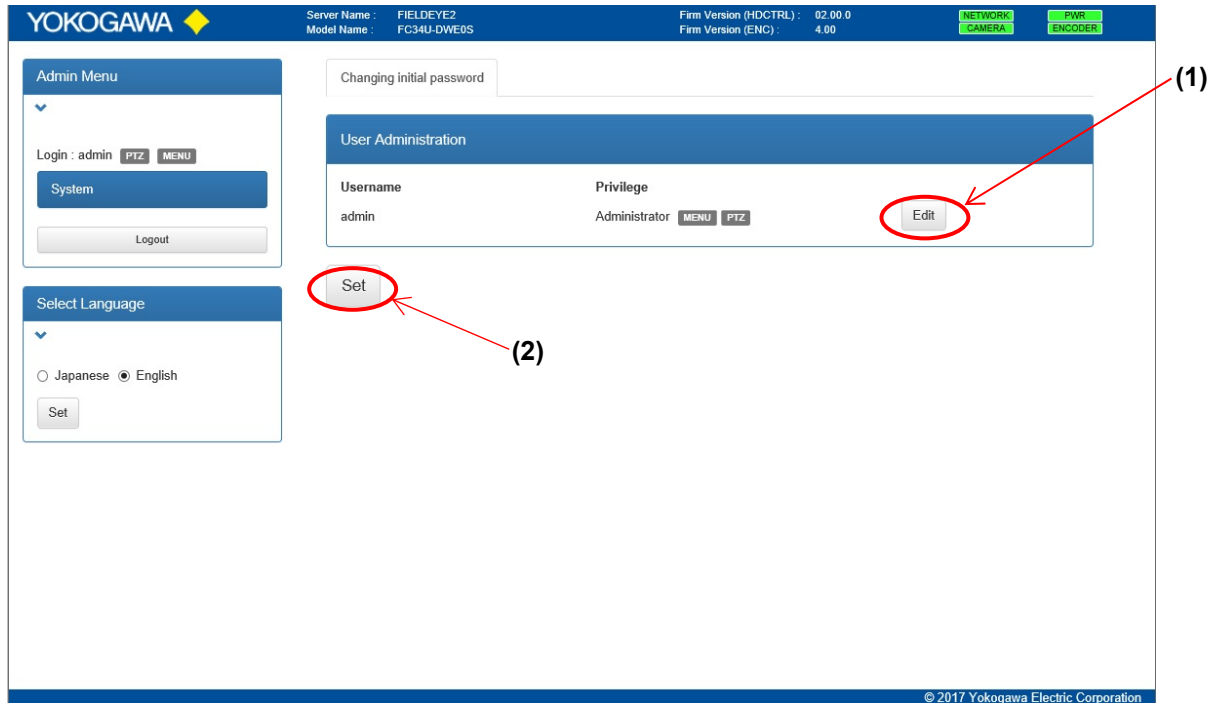 YOKOGAWA
Server Name : FIELDEYE2
Model Name : FC34U-DWE0S
Firm Version (HDCTRL) : 02.00.0
Firm Version (ENC) : 4.00
NETWORK PWR
CAMERA ENCODER
Admin Menu
Login : admin PTZ MENU
System
Logout
Select Language
Japanese English
Set
Changing initial password
User Administration
Username Privilege
admin Administrator MENU PTZ Edit
Set
(1)
(2)
© 2017 Yokogawa Electric Corporation